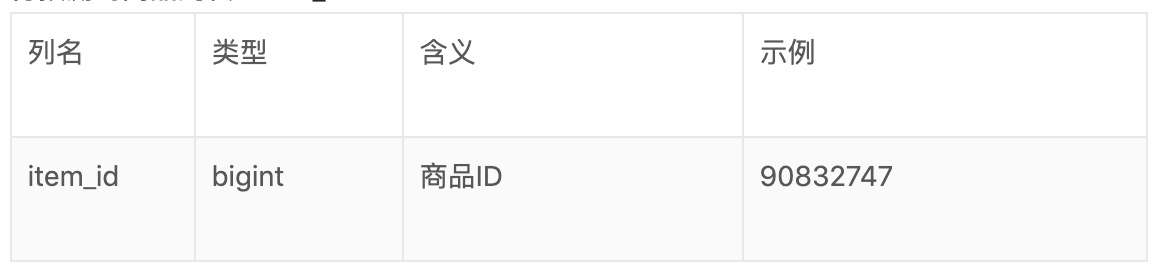 列名 类型 含义 示例
item_id bigint 商品ID 90832747